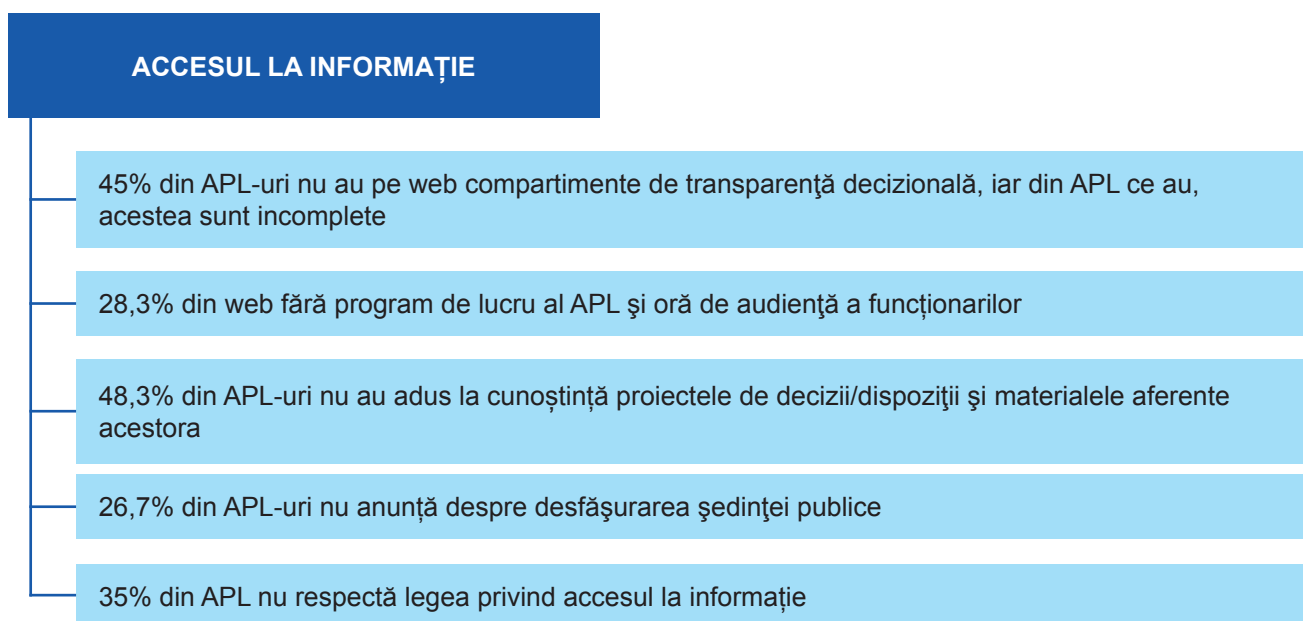 ACCESUL LA INFORMAȚIE
45% din APL-uri nu au pe web compartimente de transparenţă decizională, iar din APL ce au,
acestea sunt incomplete
28,3% din web fără program de lucru al APL şi oră de audienţă a funcționarilor
48,3% din APL-uri nu au adus la cunoștință proiectele de decizii/dispoziţii şi materialele aferente
acestora
26,7% din APL-uri nu anunță despre desfăşurarea şedinţei publice
35% din APL nu respectă legea privind accesul la informație